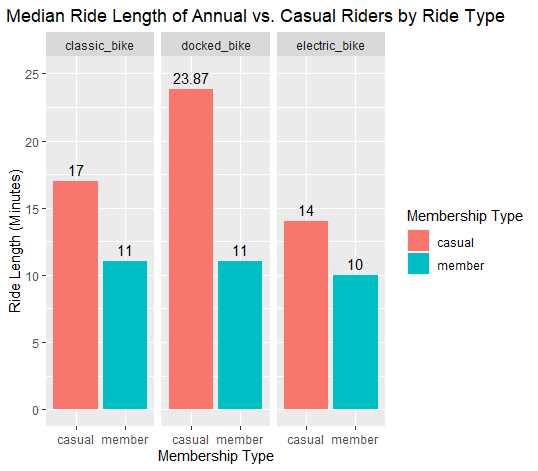 Median Ride Length of Annual vs. Casual Riders by Ride Type
classic_bike docked_bike electric_bike
Ride Length (Minutes)
25
20
15
10
5
0
17
11
23.87
11
14
10
casual member casual member casual member
Membership Type
Membership Type
casual
member